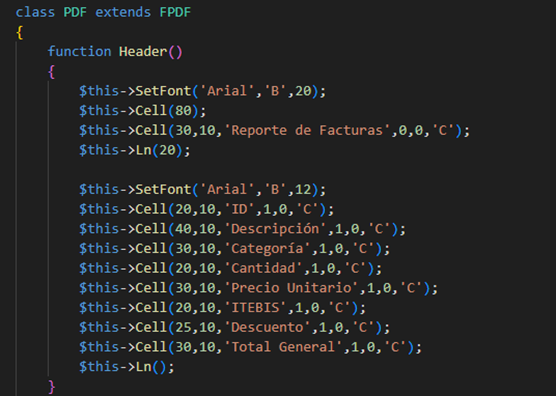 class PDF extends FPDF
{
    function Header()
    {
        $this->SetFont('Arial','B',20);
        $this->Cell(80);
        $this->Cell(30,10,'Reporte de Facturas',0,0,'C');
        $this->Ln(20);

        $this->SetFont('Arial','B',12);
        $this->Cell(20,10,'ID',1,0,'C');
        $this->Cell(40,10,'Descripción',1,0,'C');
        $this->Cell(30,10,'Categoría',1,0,'C');
        $this->Cell(20,10,'Cantidad',1,0,'C');
        $this->Cell(30,10,'Precio Unitario',1,0,'C');
        $this->Cell(20,10,'ITEBIS',1,0,'C');
        $this->Cell(25,10,'Descuento',1,0,'C');
        $this->Cell(30,10,'Total General',1,0,'C');
        $this->Ln();
    }